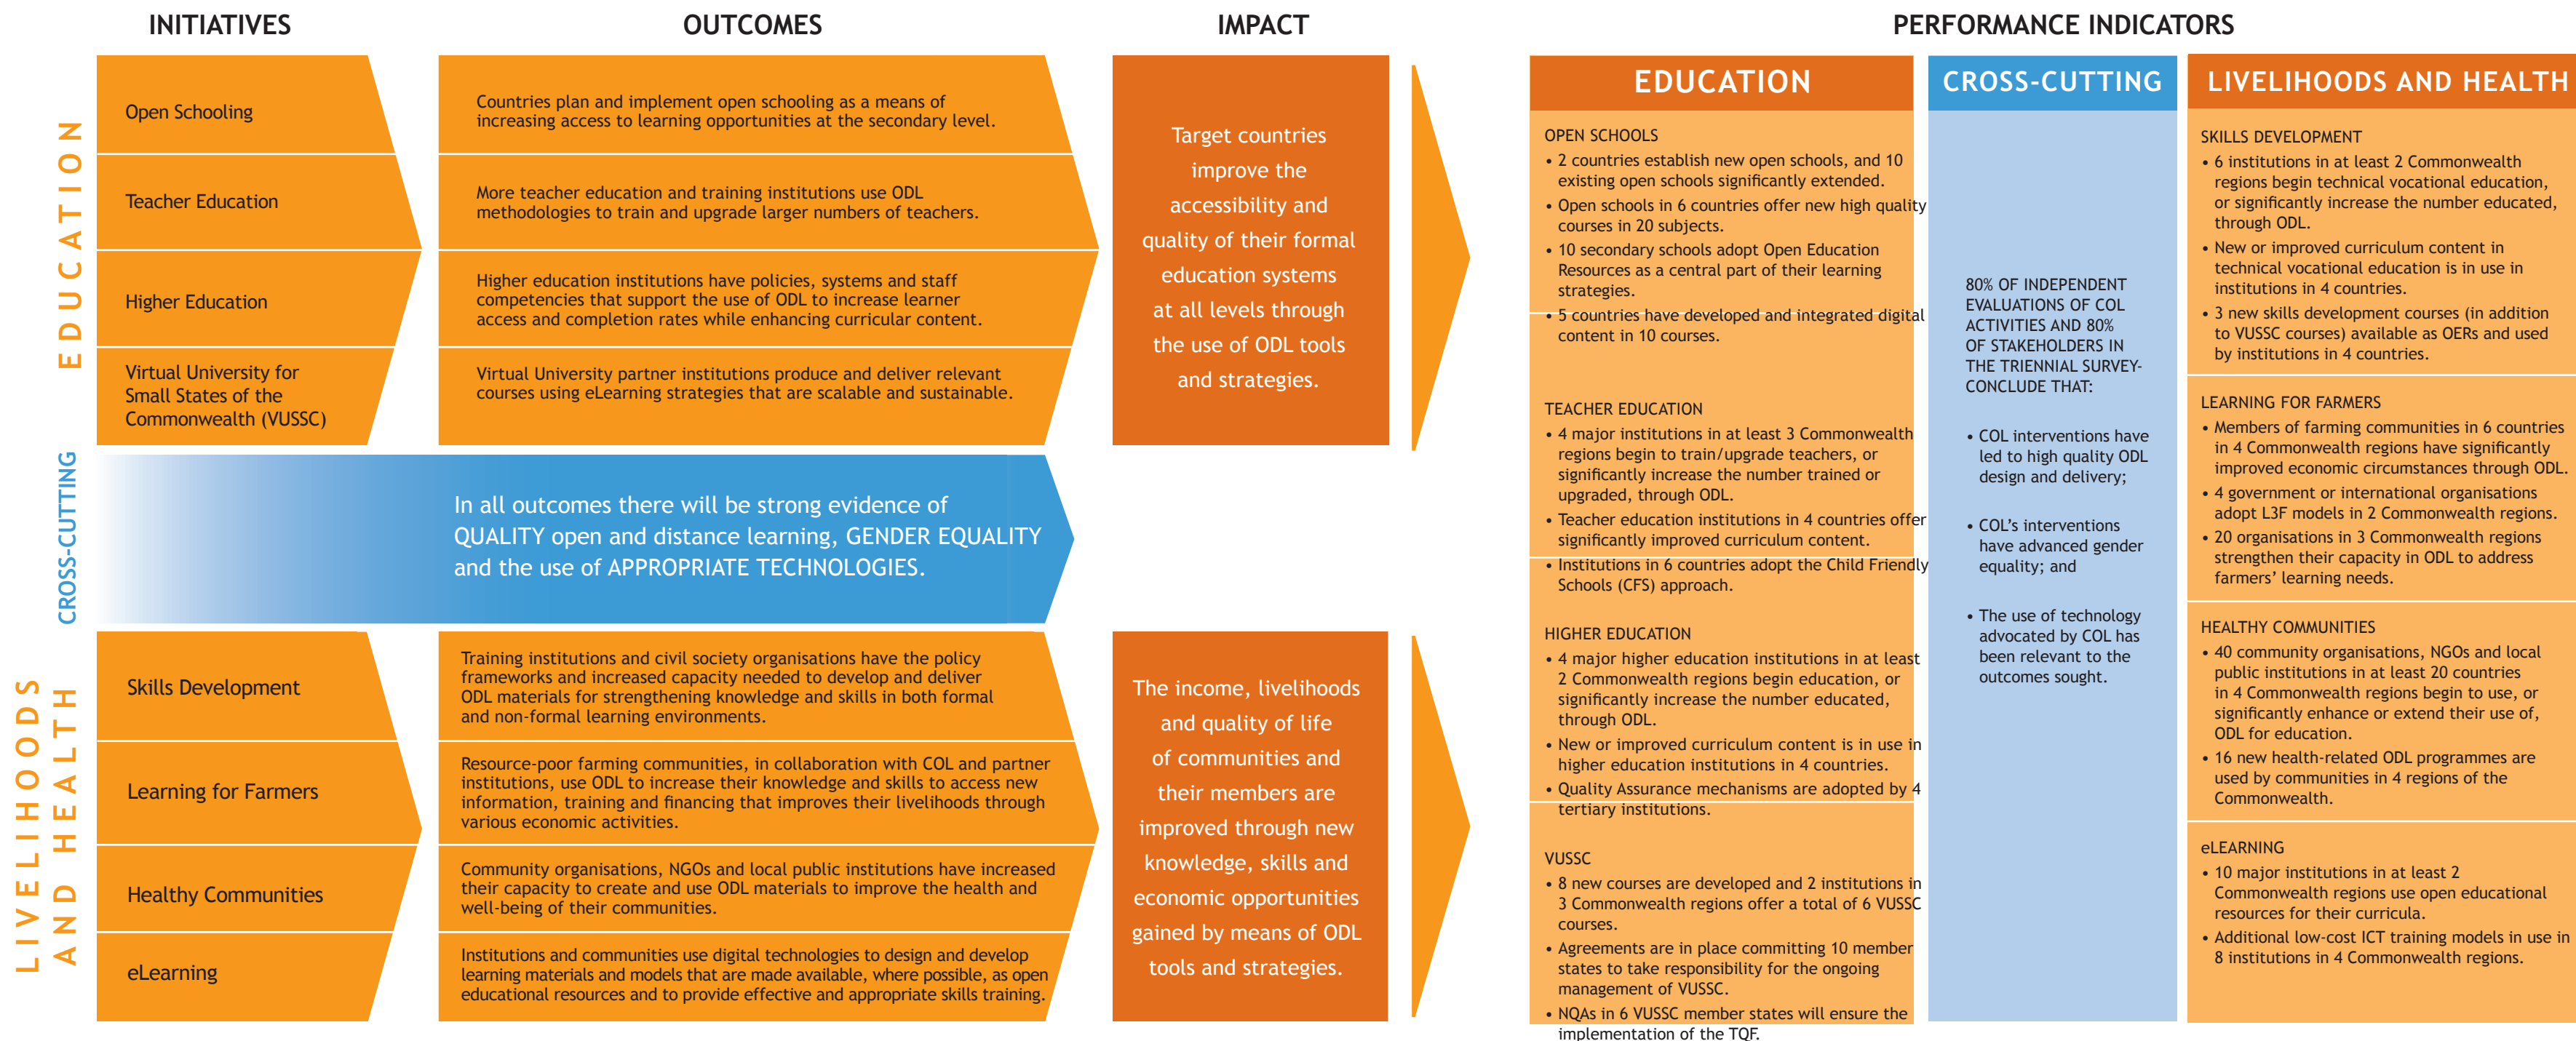 INITIATIVES
OUTCOMES
IMPACT
PERFORMANCE INDICATORS
EDUCATION
Open Schooling
Teacher Education
Higher Education
Virtual University for
Small States of the
Commonwealth (VUSSC)
Countries plan and implement open schooling as a means of
increasing access to learning opportunities at the secondary level.
More teacher education and training institutions use ODL
methodologies to train and upgrade larger numbers of teachers.
Higher education institutions have policies, systems and staff
competencies that support the use of ODL to increase learner
access and completion rates while enhancing curricular content.
Virtual University partner institutions produce and deliver relevant
courses using eLearning strategies that are scalable and sustainable.
Target countries
improve the
accessibility and
quality of their formal
education systems
at all levels through
the use of ODL tools
and strategies.
CROSS-CUTTING
In all outcomes there will be strong evidence of
QUALITY open and distance learning, GENDER EQUALITY
and the use of APPROPRIATE TECHNOLOGIES.
LIVELIHOODS
AND HEALTH
Skills Development
Learning for Farmers
Healthy Communities
eLearning
Training institutions and civil society organisations have the policy
frameworks and increased capacity needed to develop and deliver
ODL materials for strengthening knowledge and skills in both formal
and non-formal learning environments.
Resource-poor farming communities, in collaboration with COL and partner
institutions, use ODL to increase their knowledge and skills to access new
information, training and financing that improves their livelihoods through
various economic activities.
Community organisations, NGOs and local public institutions have increased
their capacity to create and use ODL materials to improve the health and
well-being of their communities.
Institutions and communities use digital technologies to design and develop
learning materials and models that are made available, where possible, as open
educational resources and to provide effective and appropriate skills training.
The income, livelihoods
and quality of life
of communities and
their members are
improved through new
knowledge, skills and
economic opportunities
gained by means of ODL
tools and strategies.
EDUCATION
OPEN SCHOOLS
• 2 countries establish new open schools, and 10
existing open schools significantly extended.
• Open schools in 6 countries offer new high quality
courses in 20 subjects.
• 10 secondary schools adopt Open Education
Resources as a central part of their learning
strategies.
• 5 countries have developed and integrated digital
content in 10 courses.
TEACHER EDUCATION
• 4 major institutions in at least 3 Commonwealth
regions begin to train/upgrade teachers, or
significantly increase the number trained or
upgraded, through ODL.
• Teacher education institutions in 4 countries offer
significantly improved curriculum content.
• Institutions in 6 countries adopt the Child Friendly
Schools (CFS) approach.
HIGHER EDUCATION
• 4 major higher education institutions in at least
2 Commonwealth regions begin education, or
significantly increase the number educated,
through ODL.
• New or improved curriculum content is in use in
higher education institutions in 4 countries.
• Quality Assurance mechanisms are adopted by 4
tertiary institutions.
VUSSC
• 8 new courses are developed and 2 institutions in
3 Commonwealth regions offer a total of 6 VUSSC
courses.
• Agreements are in place committing 10 member
states to take responsibility for the ongoing
management of VUSSC.
• NQAs in 6 VUSSC member states will ensure the
implementation of the TQF.
CROSS-CUTTING
80% OF INDEPENDENT
EVALUATIONS OF COL
ACTIVITIES AND 80%
OF STAKEHOLDERS IN
THE TRIENNIAL SURVEY-
CONCLUDE THAT:
• COL interventions have
led to high quality ODL
design and delivery;
• COL's interventions
have advanced gender
equality; and
• The use of technology
advocated by COL has
been relevant to the
outcomes sought.
LIVELIHOODS AND HEALTH
SKILLS DEVELOPMENT
• 6 institutions in at least 2 Commonwealth
regions begin technical vocational education,
or significantly increase the number educated,
through ODL.
• New or improved curriculum content in
technical vocational education is in use in
institutions in 4 countries.
• 3 new skills development courses (in addition
to VUSSC courses) available as OERs and used
by institutions in 4 countries.
LEARNING FOR FARMERS
• Members of farming communities in 6 countries
in 4 Commonwealth regions have significantly
improved economic circumstances through ODL.
• 4 government or international organisations
adopt L3F models in 2 Commonwealth regions.
• 20 organisations in 3 Commonwealth regions
strengthen their capacity in ODL to address
farmers' learning needs.
HEALTHY COMMUNITIES
• 40 community organisations, NGOs and local
public institutions in at least 20 countries
in 4 Commonwealth regions begin to use, or
significantly enhance or extend their use of,
ODL for education.
• 16 new health-related ODL programmes are
used by communities in 4 regions of the
Commonwealth.
eLEARNING
• 10 major institutions in at least 2
Commonwealth regions use open educational
resources for their curricula.
• Additional low-cost ICT training models in use in
8 institutions in 4 Commonwealth regions.